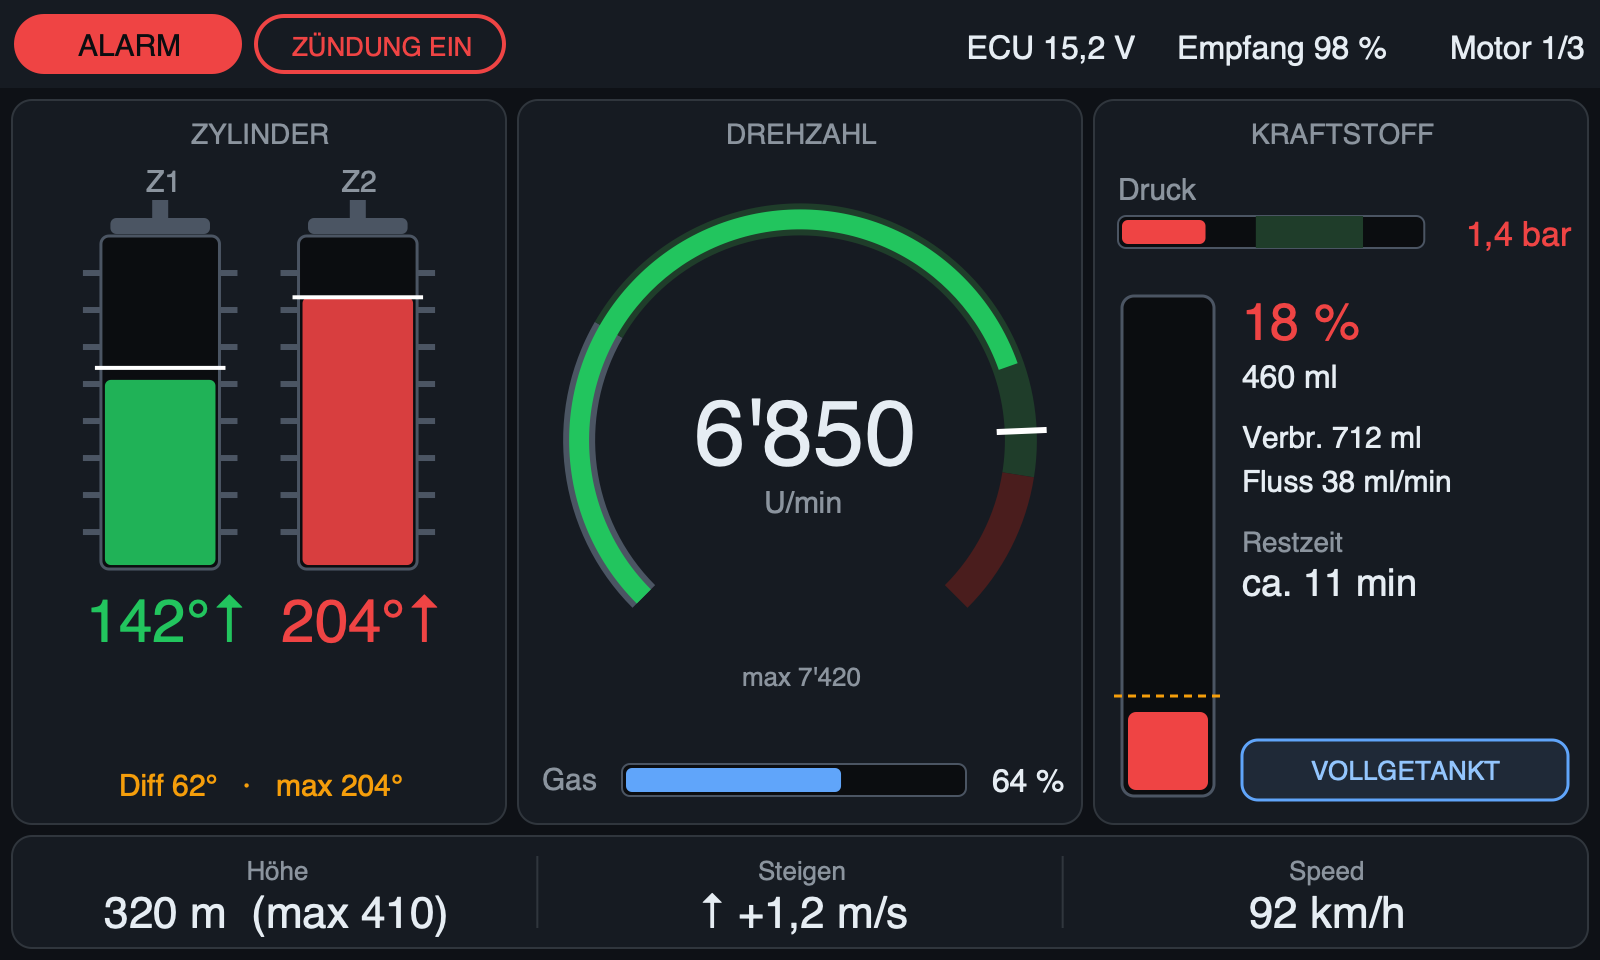 ALARM
ZÜNDUNG EIN
ECU 15,2 V
Empfang 98 %
Motor 1/3
ZYLINDER
Z1
Z2
142°↑
204°↑
Diff 62° · max 204°
DREHZAHL
6'850
U/min
max 7'420
Gas
64 %
KRAFTSTOFF
Druck
1,4 bar
18 %
460 ml
Verbr. 712 ml
Fluss 38 ml/min
Restzeit
ca. 11 min
VOLLGETANKT
Höhe
320 m (max 410)
Steigen
↑ +1,2 m/s
Speed
92 km/h